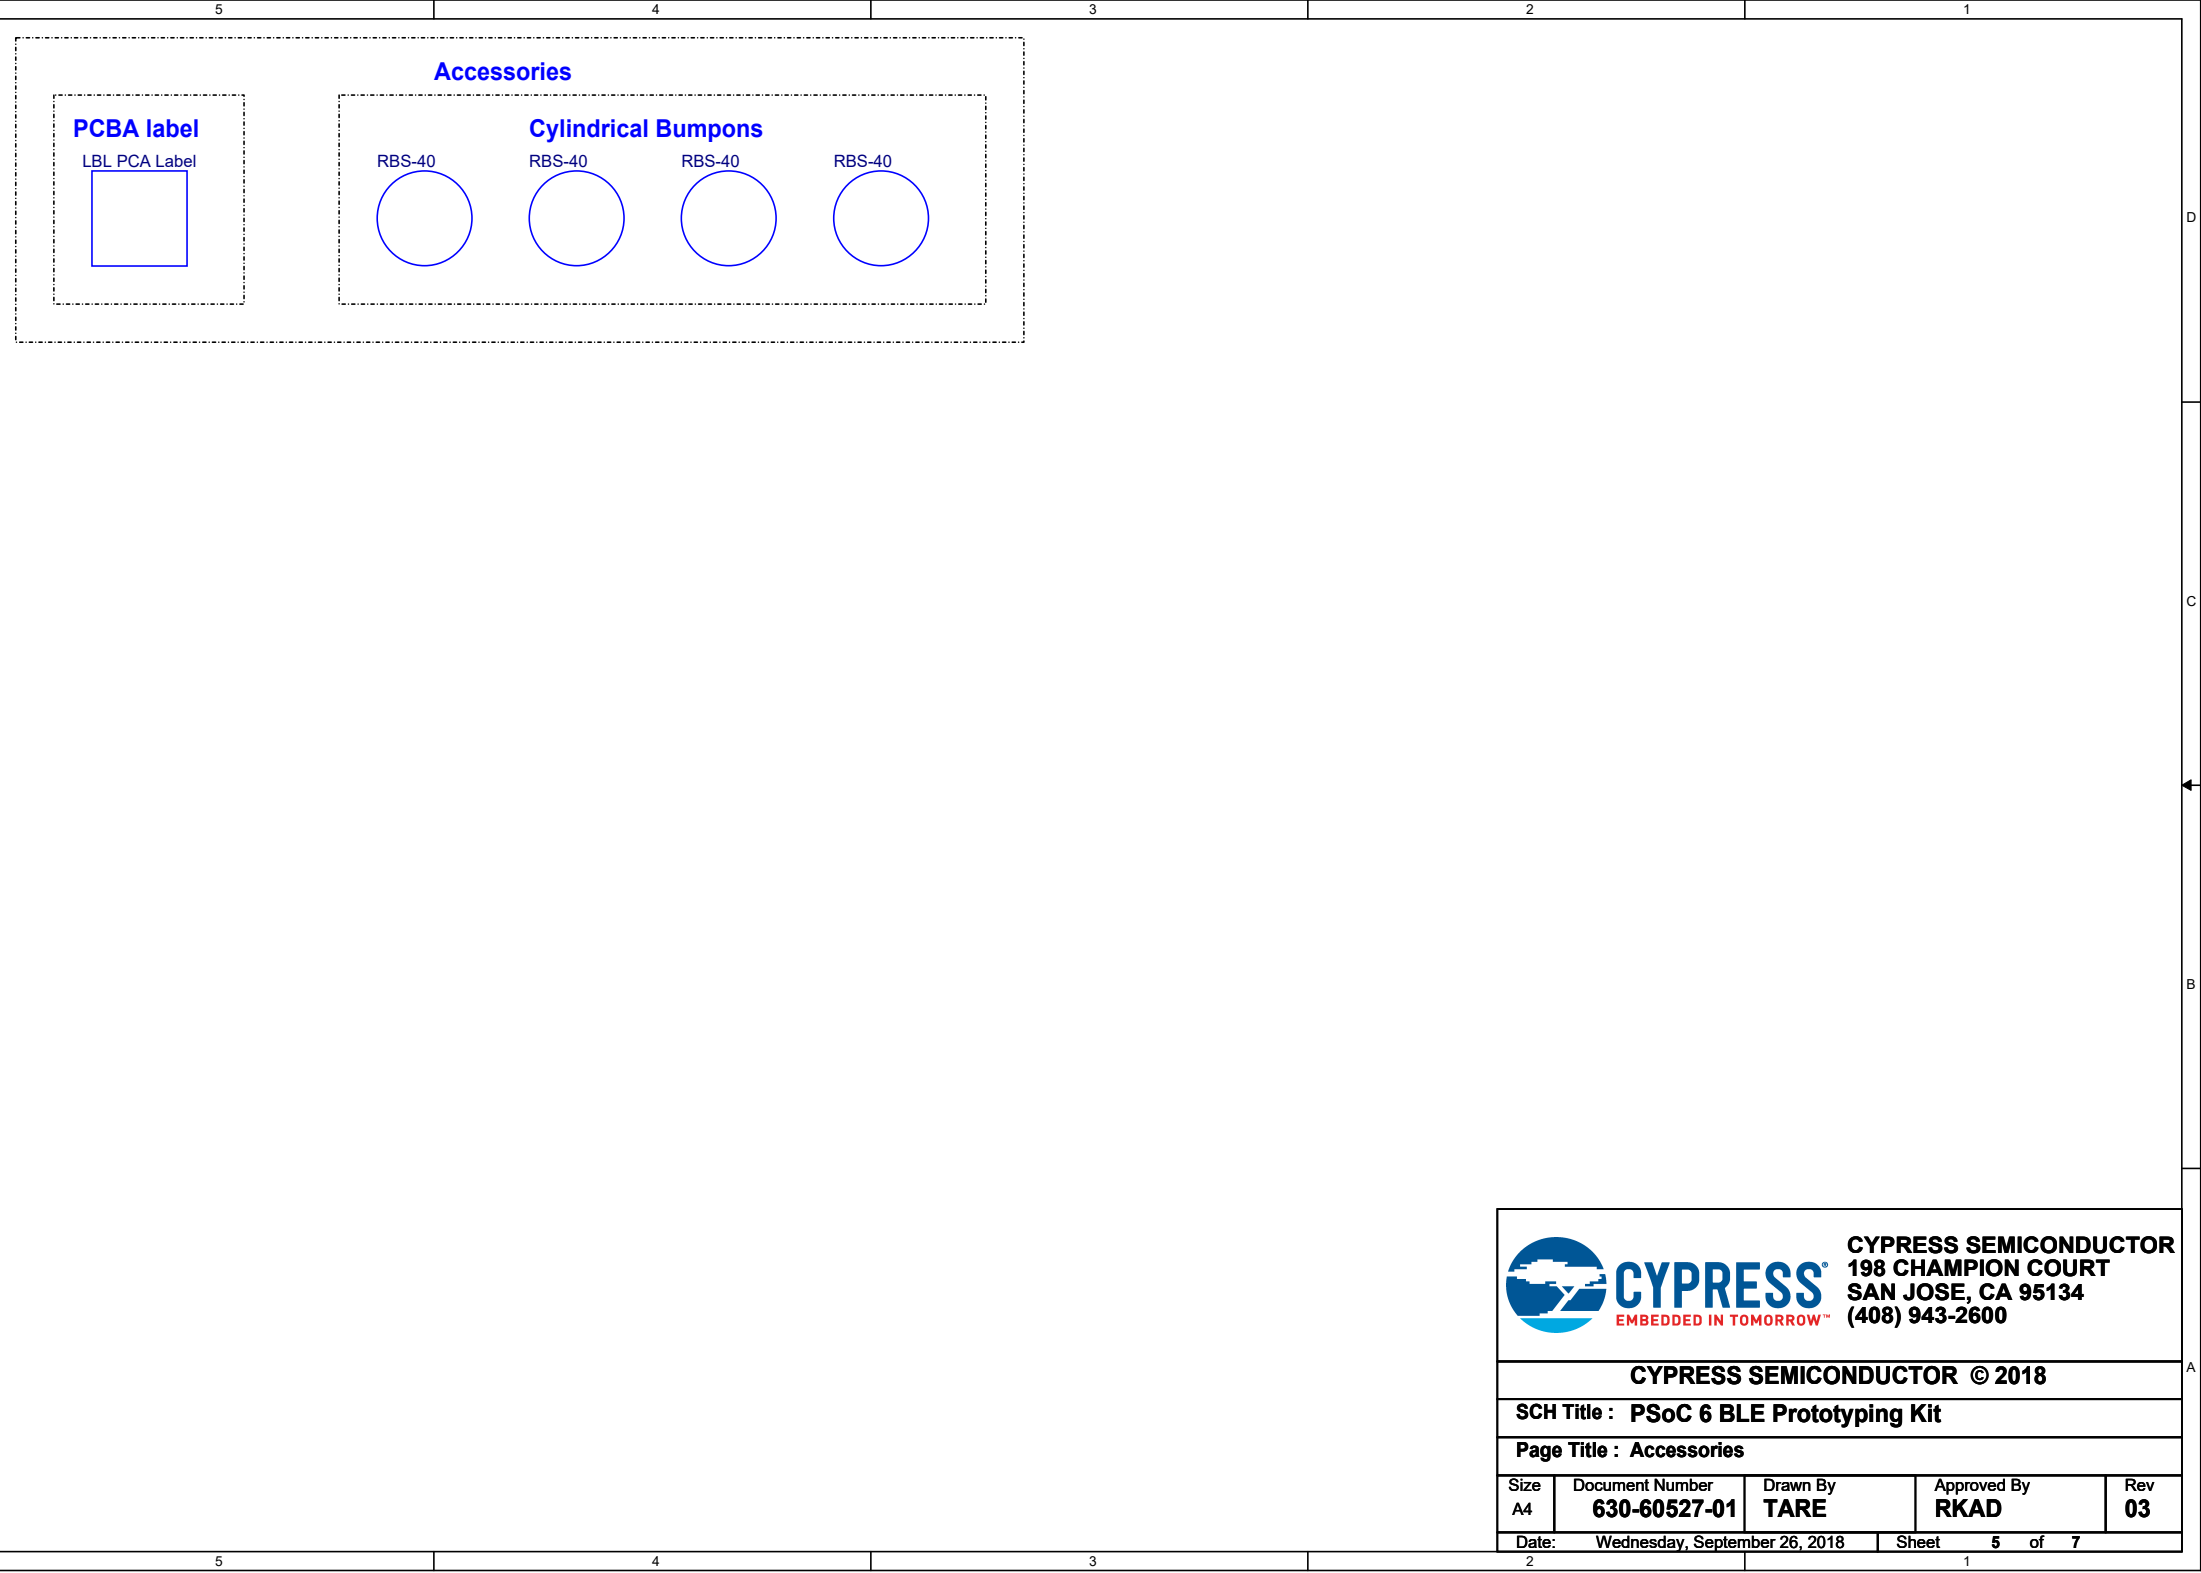 5 4 3 2 1
Accessories
PCBA label
Cylindrical Bumpons
LBL PCA Label
RBS-40 RBS-40 RBS-40 RBS-40
D
C
B
A
CYPRESS®
EMBEDDED IN TOMORROW™
CYPRESS SEMICONDUCTOR
198 CHAMPION COURT
SAN JOSE, CA 95134
(408) 943-2600
CYPRESS SEMICONDUCTOR © 2018
SCH Title : PSoC 6 BLE Prototyping Kit
Page Title : Accessories
Size Document Number Drawn By Approved By Rev
A4 630-60527-01 TARE RKAD 03
Date: Wednesday, September 26, 2018 Sheet 5 of 7
5 4 3 2 1